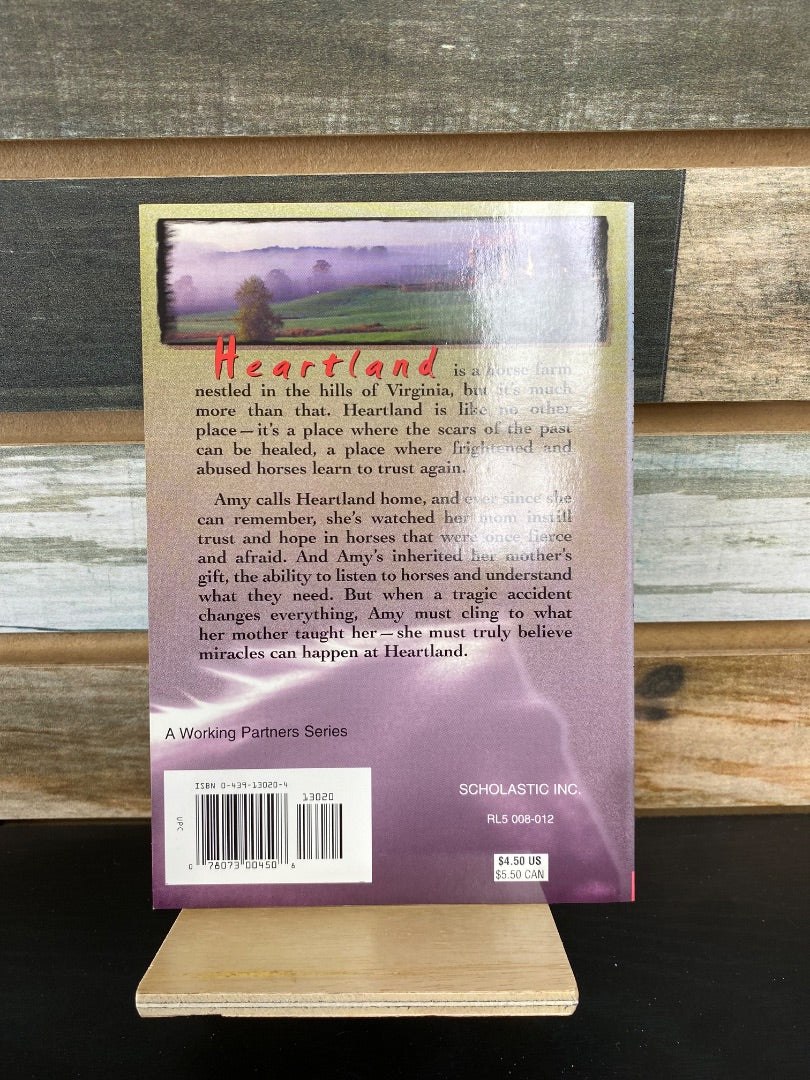 Heartland is a horse farm
nestled in the hills of Virginia, but it's much
more than that. Heartland is like no other
place—it's a place where the scars of the past
can be healed, a place where frightened and
abused horses learn to trust again.
Amy calls Heartland home, and ever since she
can remember, she's watched her mom instill
trust and hope in horses that were once fierce
and afraid. And Amy's inherited her mother's
gift, the ability to listen to horses and understand
what they need. But when a tragic accident
changes everything, Amy must cling to what
her mother taught her—she must truly believe
miracles can happen at Heartland.
A Working Partners Series
ISBN 0-439-13020-4
13020
UPC
0 78073 00450 6
SCHOLASTIC INC.
RL5 008-012
$4.50 US
$5.50 CAN